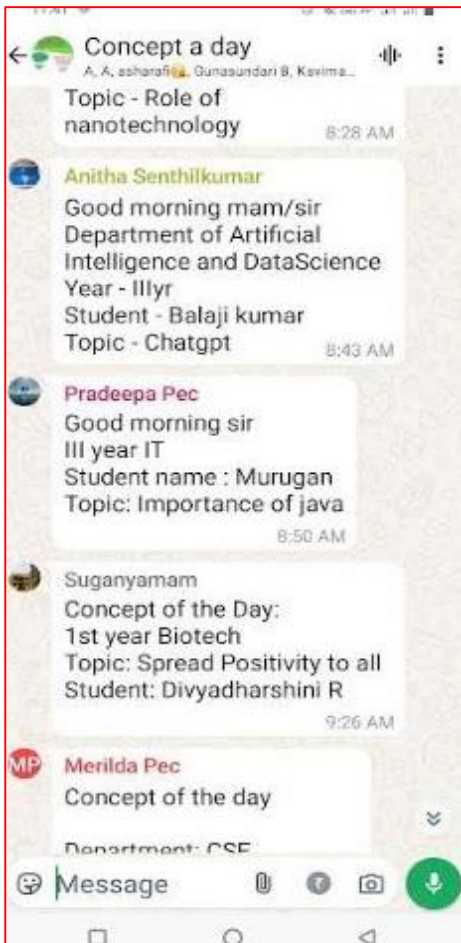 Concept a day
A, A, asharafi😘, Gunasundari B, Kavima...
Topic - Role of
nanotechnology
8:28 AM
Anitha Senthilkumar
Good morning mam/sir
Department of Artificial
Intelligence and DataScience
Year - IIIyr
Student - Balaji kumar
Topic - Chatgpt
8:43 AM
Pradeepa Pec
Good morning sir
III year IT
Student name : Murugan
Topic: Importance of java
8:50 AM
Suganyamam
Concept of the Day:
1st year Biotech
Topic: Spread Positivity to all
Student: Divyadharshini R
9:26 AM
MP
Merilda Pec
Concept of the day
Department: CSE
Message